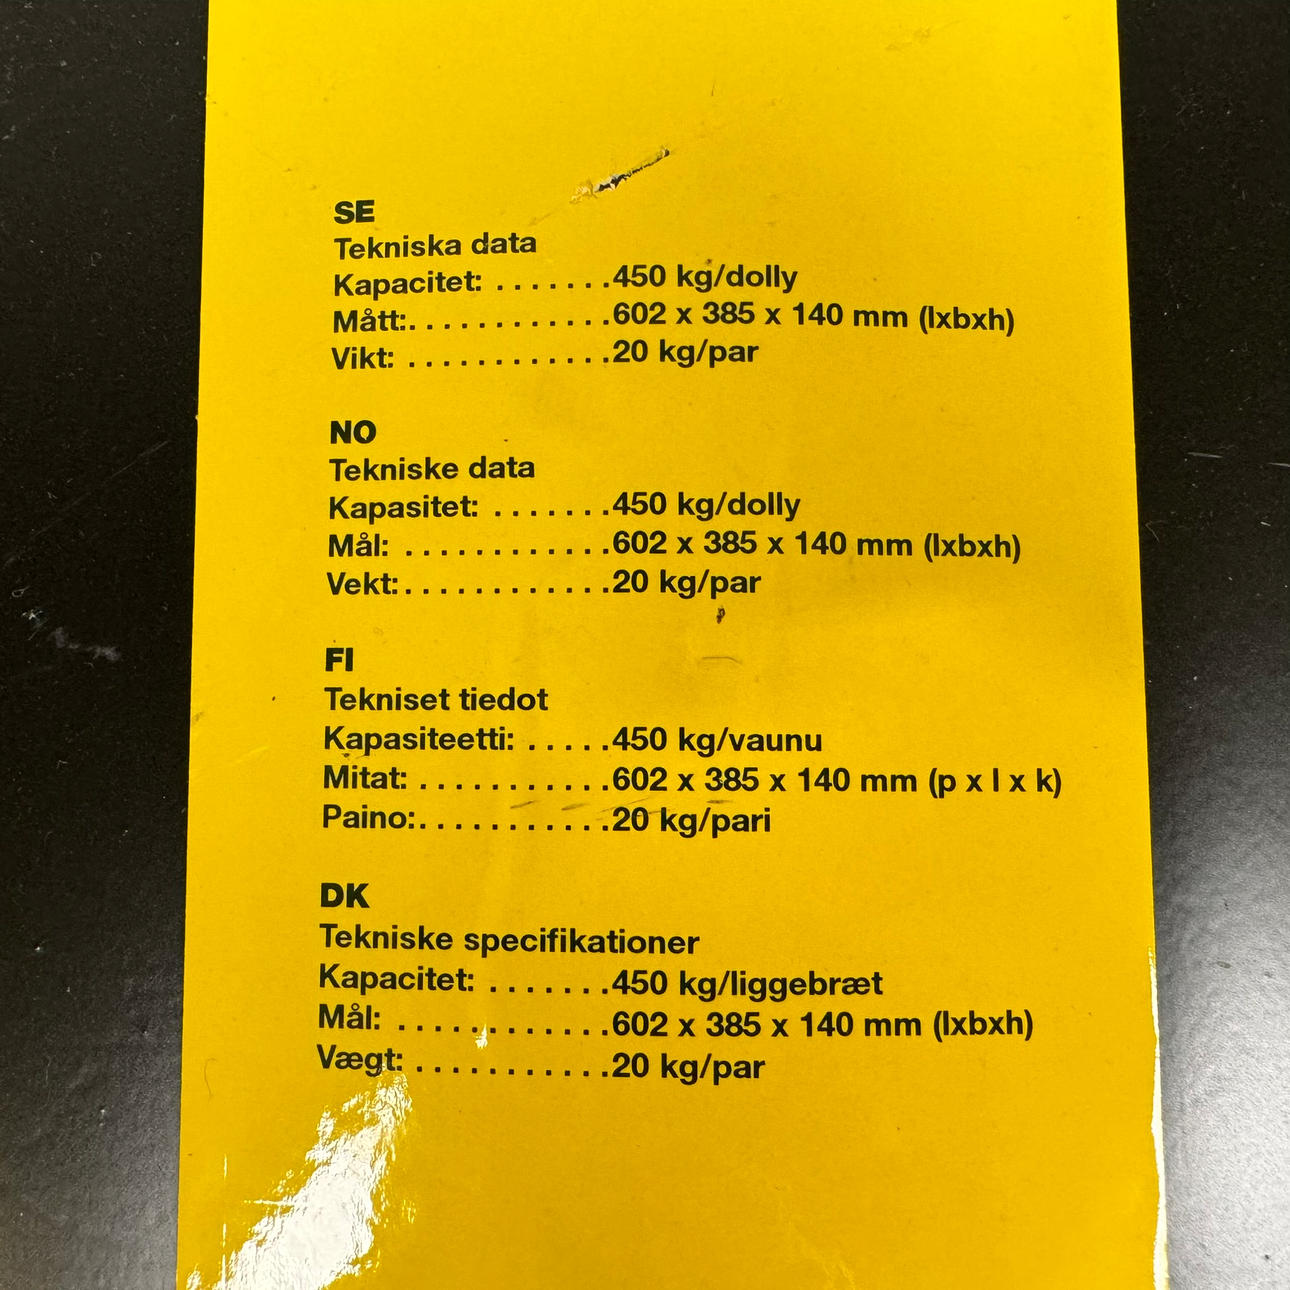 SE
Tekniska data
Kapacitet: . . . . . . .450 kg/dolly
Mått:. . . . . . . . . . . .602 x 385 x 140 mm (lxbxh)
Vikt: . . . . . . . . . . . .20 kg/par
NO
Tekniske data
Kapasitet: . . . . . . .450 kg/dolly
Mål: . . . . . . . . . . . .602 x 385 x 140 mm (lxbxh)
Vekt:. . . . . . . . . . . .20 kg/par
FI
Tekniset tiedot
Kapasiteetti: . . . . .450 kg/vaunu
Mitat: . . . . . . . . . . .602 x 385 x 140 mm (p x l x k)
Paino:. . . . . . . . . . .20 kg/pari
DK
Tekniske specifikationer
Kapacitet: . . . . . . .450 kg/liggebræt
Mål: . . . . . . . . . . . .602 x 385 x 140 mm (lxbxh)
Vægt: . . . . . . . . . . .20 kg/par